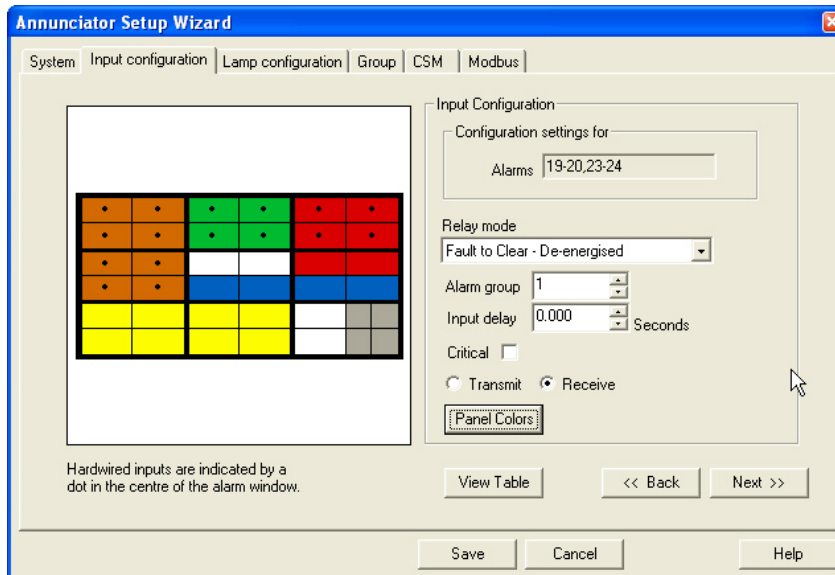 Annunciator Setup Wizard
System Input configuration Lamp configuration Group CSM Modbus
Input Configuration
Configuration settings for
Alarms 19-20,23-24
Relay mode
Fault to Clear - De-energised
Alarm group 1
Input delay 0.000 Seconds
Critical
Transmit Receive
Panel Colors
Hardwired inputs are indicated by a
dot in the centre of the alarm window.
View Table << Back Next >>
Save Cancel Help